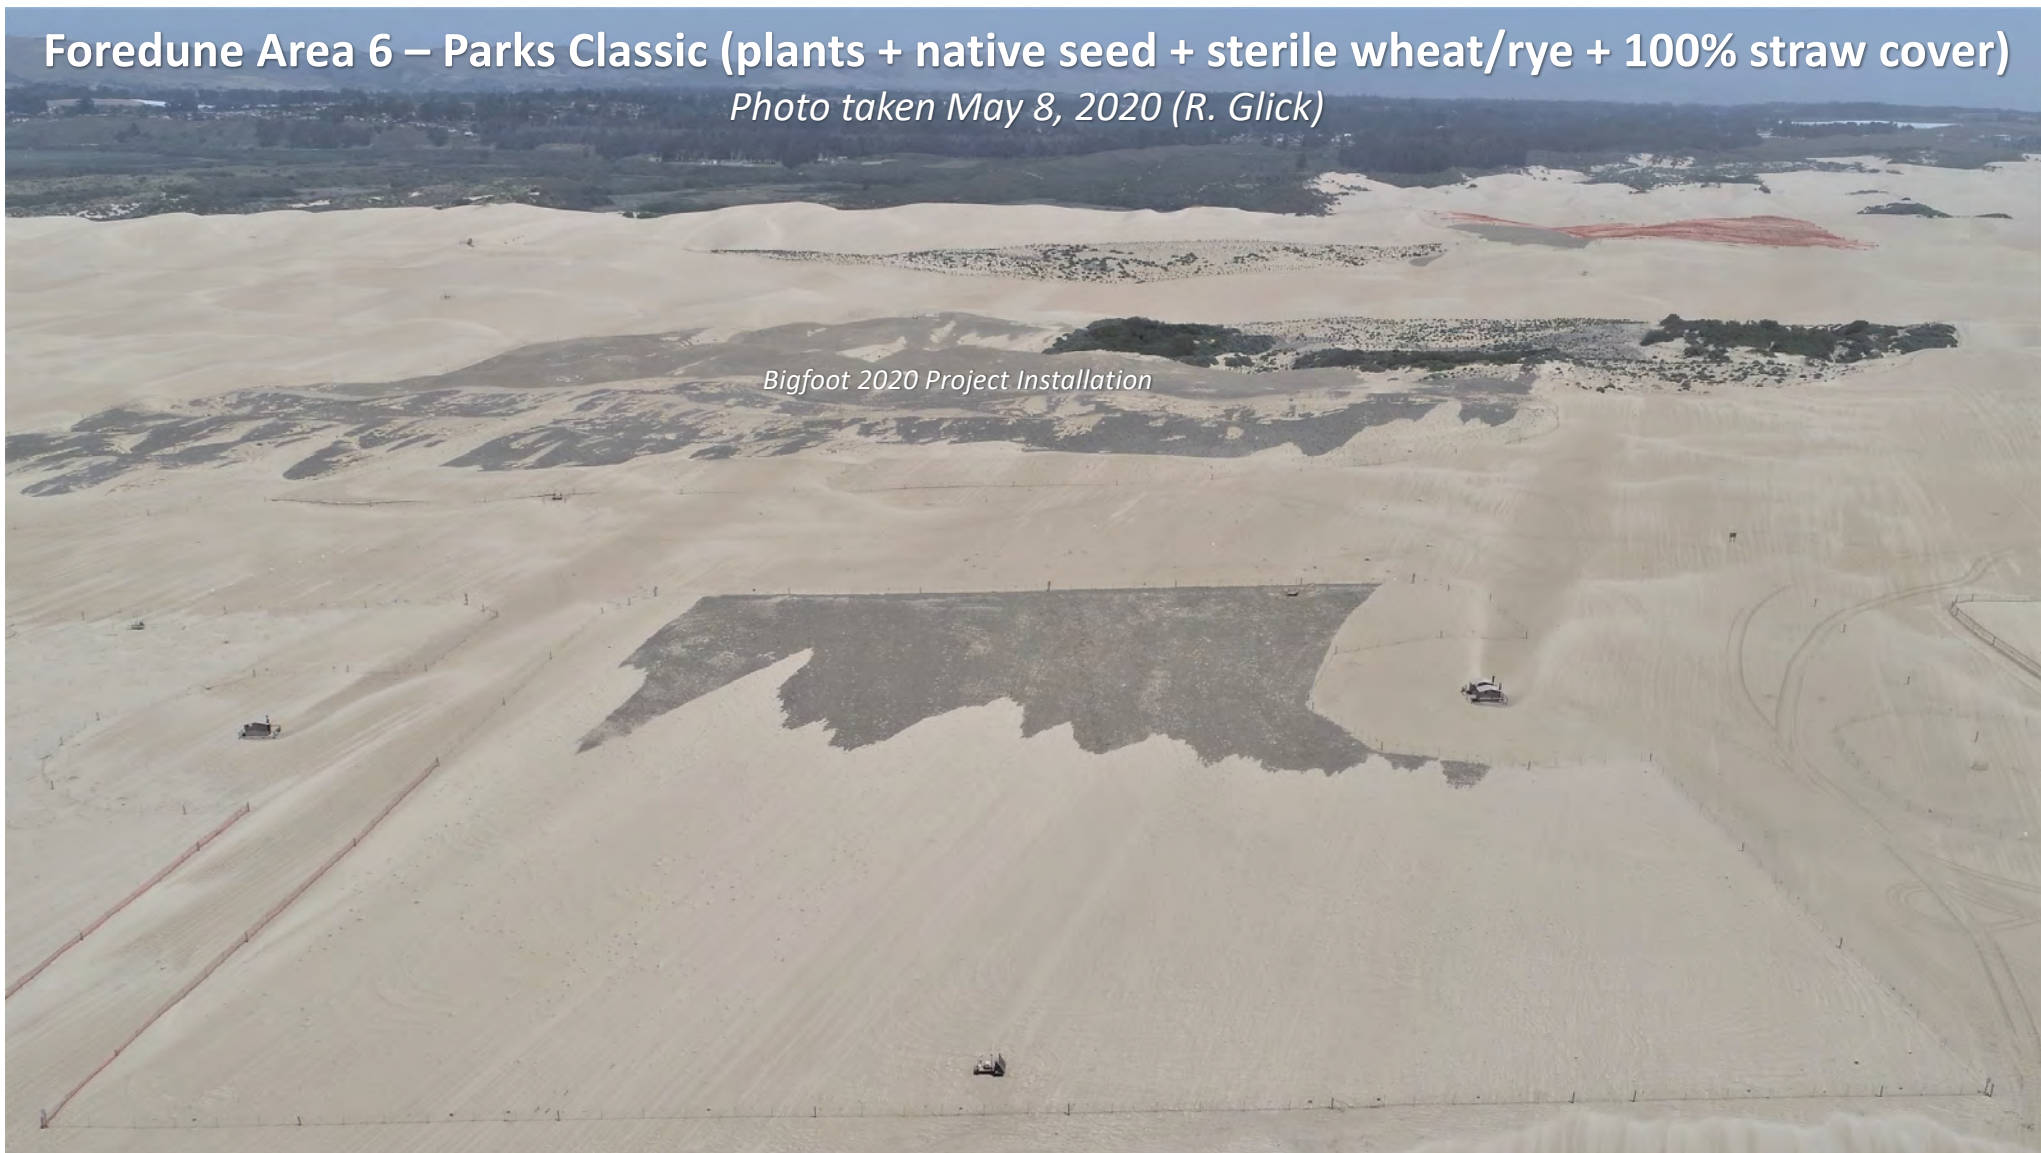 Foredune Area 6 – Parks Classic (plants + native seed + sterile wheat/rye + 100% straw cover)
Photo taken May 8, 2020 (R. Glick)
Bigfoot 2020 Project Installation